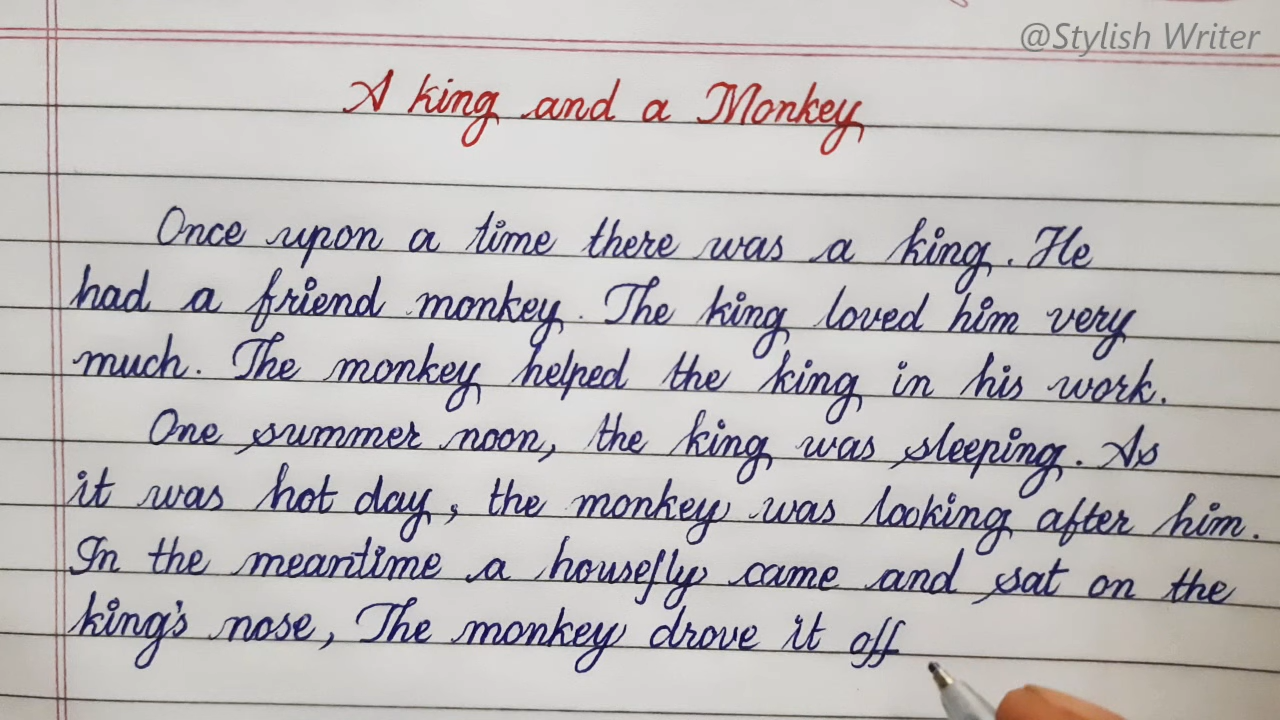 @Stylish Writer
A king and a Monkey
Once upon a time there was a king. He
had a friend monkey. The king loved him very
much. The monkey helped the king in his work.
One summer noon, the king was sleeping. As
it was hot day, the monkey was looking after him.
In the meantime a housefly came and sat on the
king's nose, The monkey drove it off